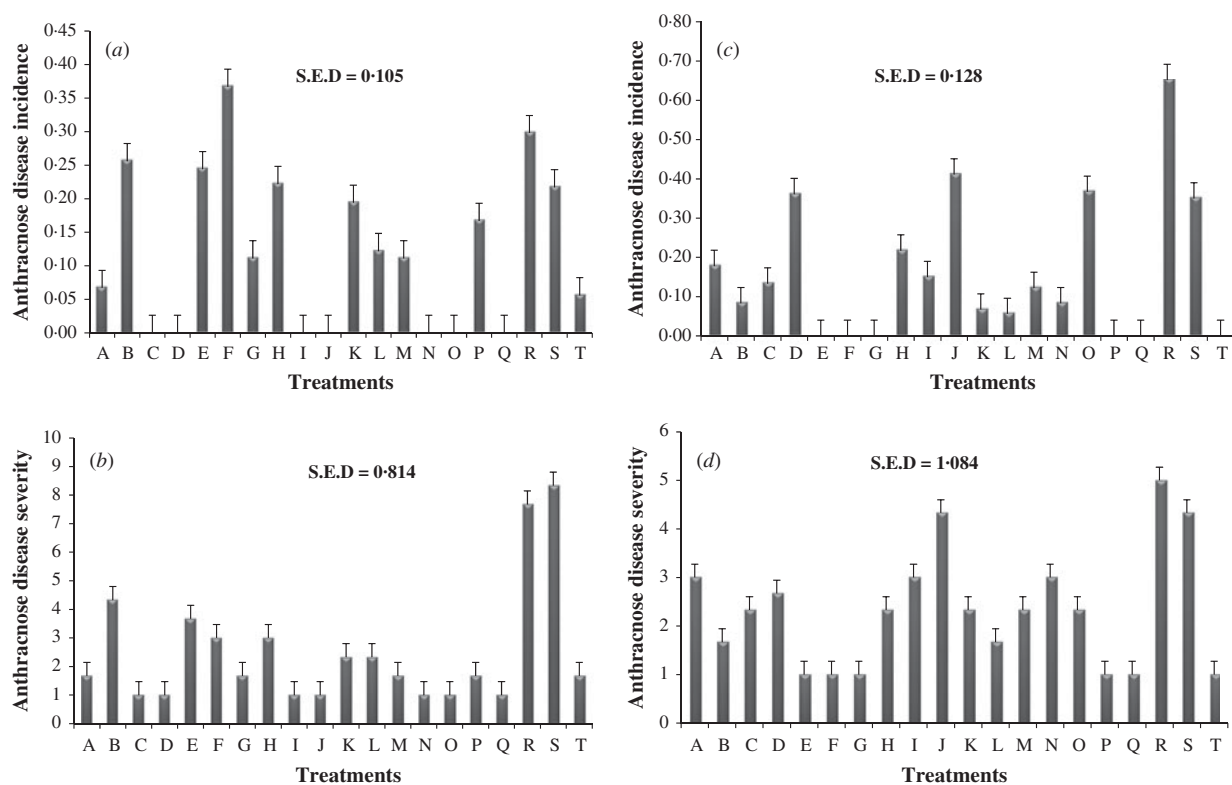 (a)
S.E.D = 0·105
Anthracnose disease incidence
0·45
0·40
0·35
0·30
0·25
0·20
0·15
0·10
0·05
0·00
A B C D E F G H I J K L M N O P Q R S T
Treatments
(c)
S.E.D = 0·128
Anthracnose disease incidence
0·80
0·70
0·60
0·50
0·40
0·30
0·20
0·10
0·00
A B C D E F G H I J K L M N O P Q R S T
Treatments
(b)
S.E.D = 0·814
Anthracnose disease severity
10
9
8
7
6
5
4
3
2
1
0
A B C D E F G H I J K L M N O P Q R S T
Treatments
(d)
S.E.D = 1·084
Anthracnose disease severity
6
5
4
3
2
1
0
A B C D E F G H I J K L M N O P Q R S T
Treatments